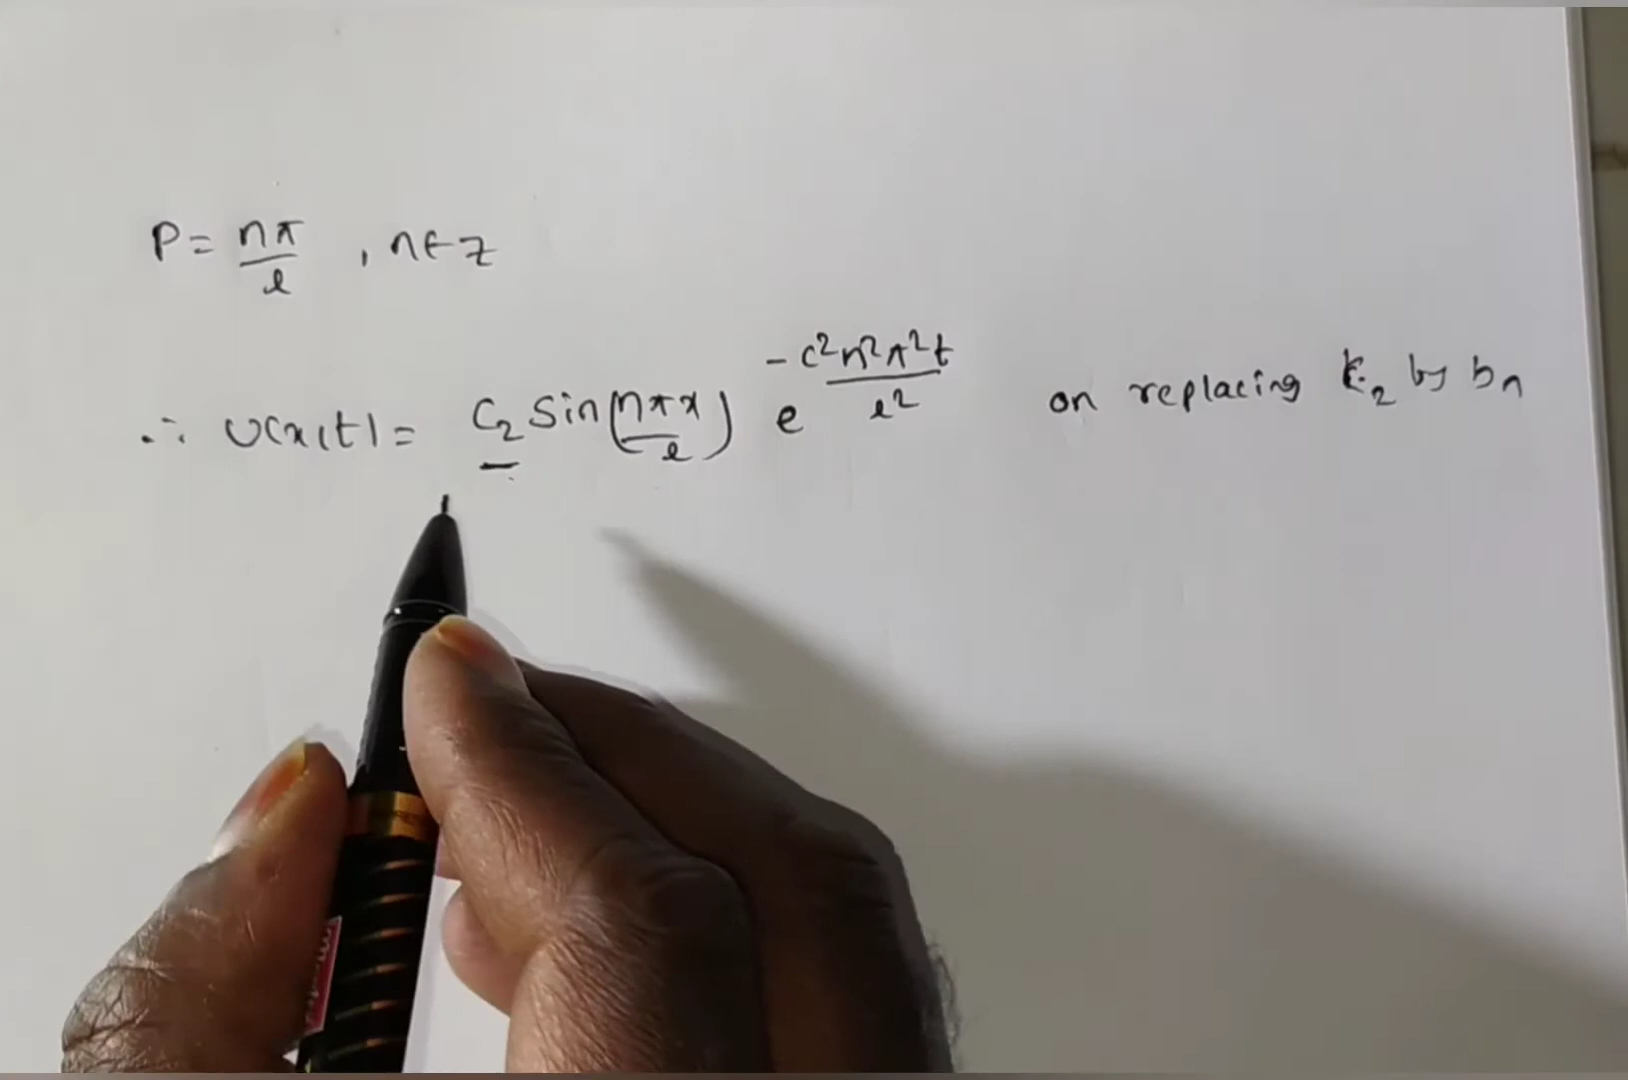 P = nπ/l , n∈z
∴ U(x,t) = C₂ Sin(nπx/l) e^(-c²n²π²t/l²) on replacing k₂ by bn